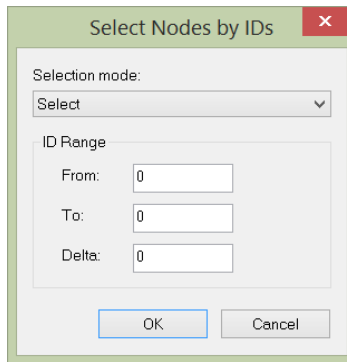 Select Nodes by IDs
x
Selection mode:
Select
ID Range
From: 0
To: 0
Delta: 0
OK Cancel